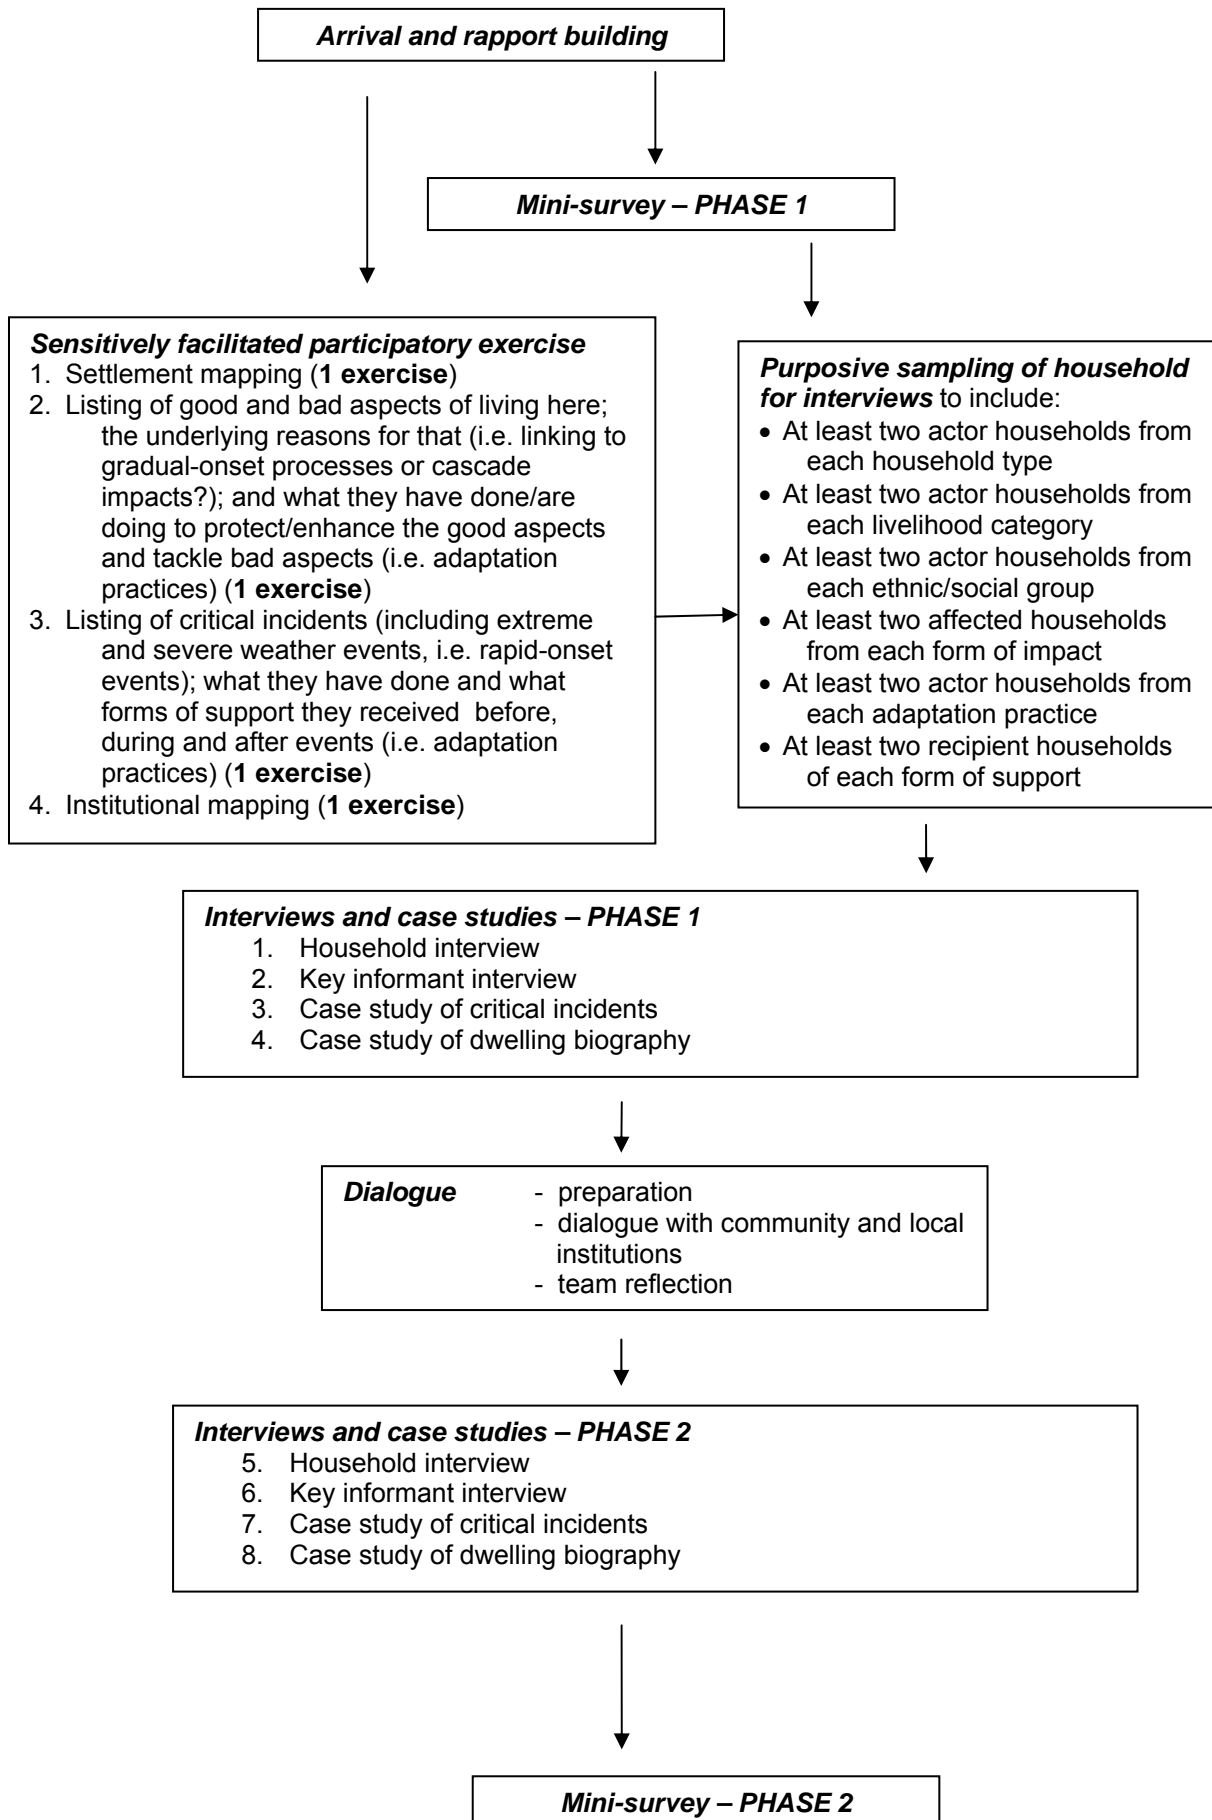 Arrival and rapport building
Mini-survey – PHASE 1
Sensitively facilitated participatory exercise
1. Settlement mapping (1 exercise)
2. Listing of good and bad aspects of living here;
the underlying reasons for that (i.e. linking to
gradual-onset processes or cascade
impacts?); and what they have done/are
doing to protect/enhance the good aspects
and tackle bad aspects (i.e. adaptation
practices) (1 exercise)
3. Listing of critical incidents (including extreme
and severe weather events, i.e. rapid-onset
events); what they have done and what
forms of support they received before,
during and after events (i.e. adaptation
practices) (1 exercise)
4. Institutional mapping (1 exercise)
Purposive sampling of household
for interviews to include:
• At least two actor households from
each household type
• At least two actor households from
each livelihood category
• At least two actor households from
each ethnic/social group
• At least two affected households
from each form of impact
• At least two actor households from
each adaptation practice
• At least two recipient households
of each form of support
Interviews and case studies – PHASE 1
1. Household interview
2. Key informant interview
3. Case study of critical incidents
4. Case study of dwelling biography
Dialogue - preparation
- dialogue with community and local
institutions
- team reflection
Interviews and case studies – PHASE 2
5. Household interview
6. Key informant interview
7. Case study of critical incidents
8. Case study of dwelling biography
Mini-survey – PHASE 2